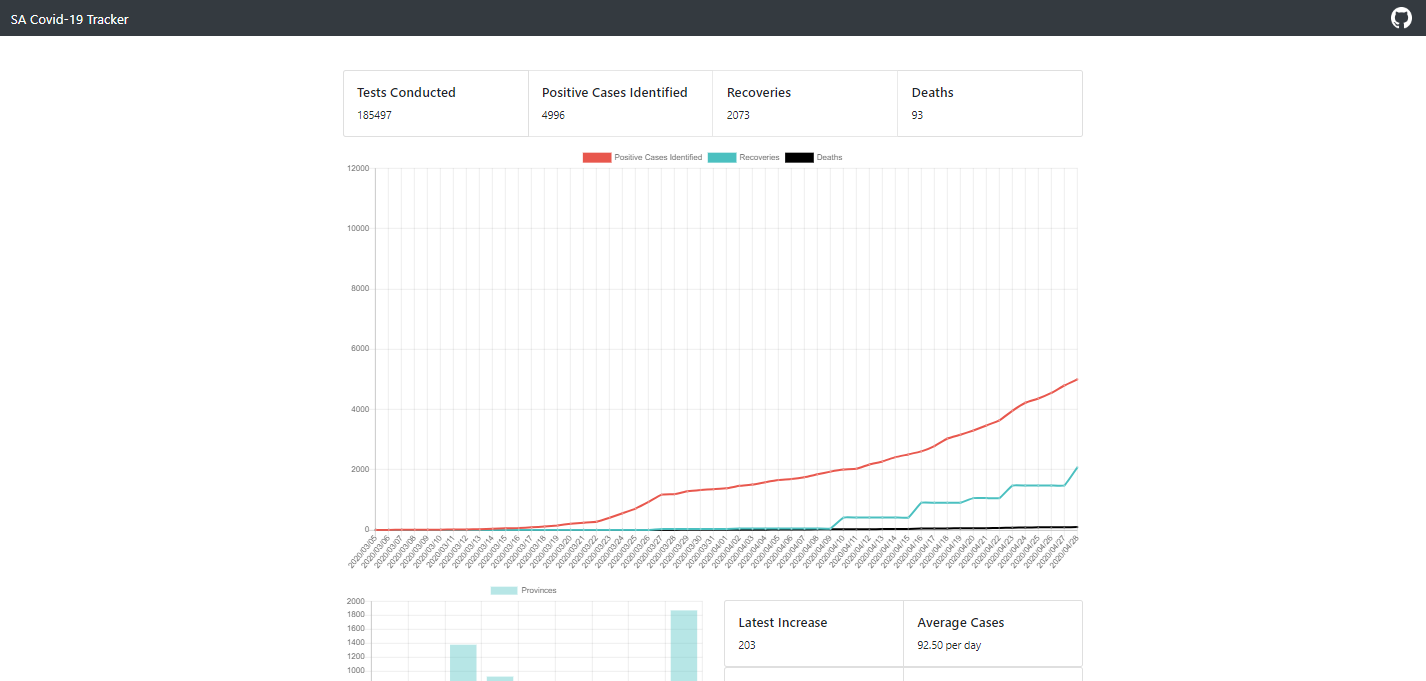 SA Covid-19 Tracker
Tests Conducted Positive Cases Identified Recoveries Deaths
185497 4996 2073 93
Positive Cases Identified Recoveries Deaths
12000
10000
8000
6000
4000
2000
0
2020/03/05 2020/03/06 2020/03/07 2020/03/08 2020/03/09 2020/03/10 2020/03/11 2020/03/12 2020/03/13 2020/03/14 2020/03/15 2020/03/16 2020/03/17 2020/03/18 2020/03/19 2020/03/20 2020/03/21 2020/03/22 2020/03/23 2020/03/24 2020/03/25 2020/03/26 2020/03/27 2020/03/28 2020/03/29 2020/03/30 2020/03/31 2020/04/01 2020/04/02 2020/04/03 2020/04/04 2020/04/05 2020/04/06 2020/04/07 2020/04/08 2020/04/09 2020/04/10 2020/04/11 2020/04/12 2020/04/13 2020/04/14 2020/04/15 2020/04/16 2020/04/17 2020/04/18 2020/04/19 2020/04/20 2020/04/21 2020/04/22 2020/04/23 2020/04/24 2020/04/25 2020/04/26 2020/04/27 2020/04/28
Provinces
2000
1800
1600
1400
1200
1000
Latest Increase Average Cases
203 92.50 per day